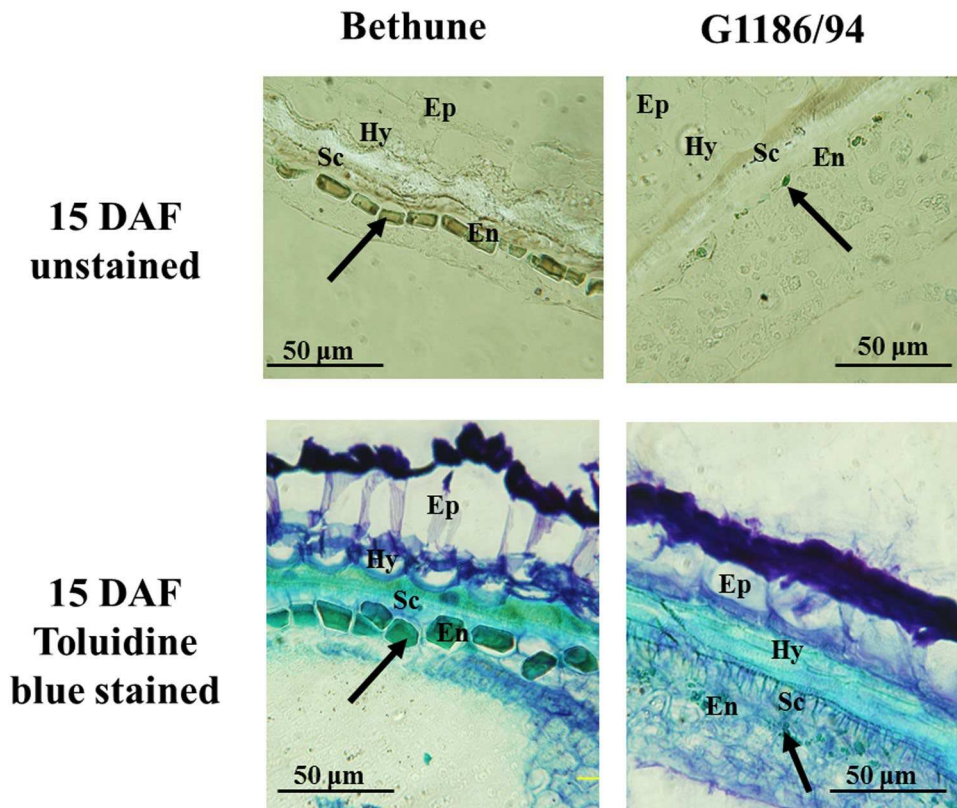 Bethune
G1186/94
15 DAF
unstained
Ep
Hy
Sc
En
50 µm
Ep
Hy
Sc
En
50 µm
15 DAF
Toluidine
blue stained
Ep
Hy
Sc
En
50 µm
Ep
Hy
Sc
En
50 µm